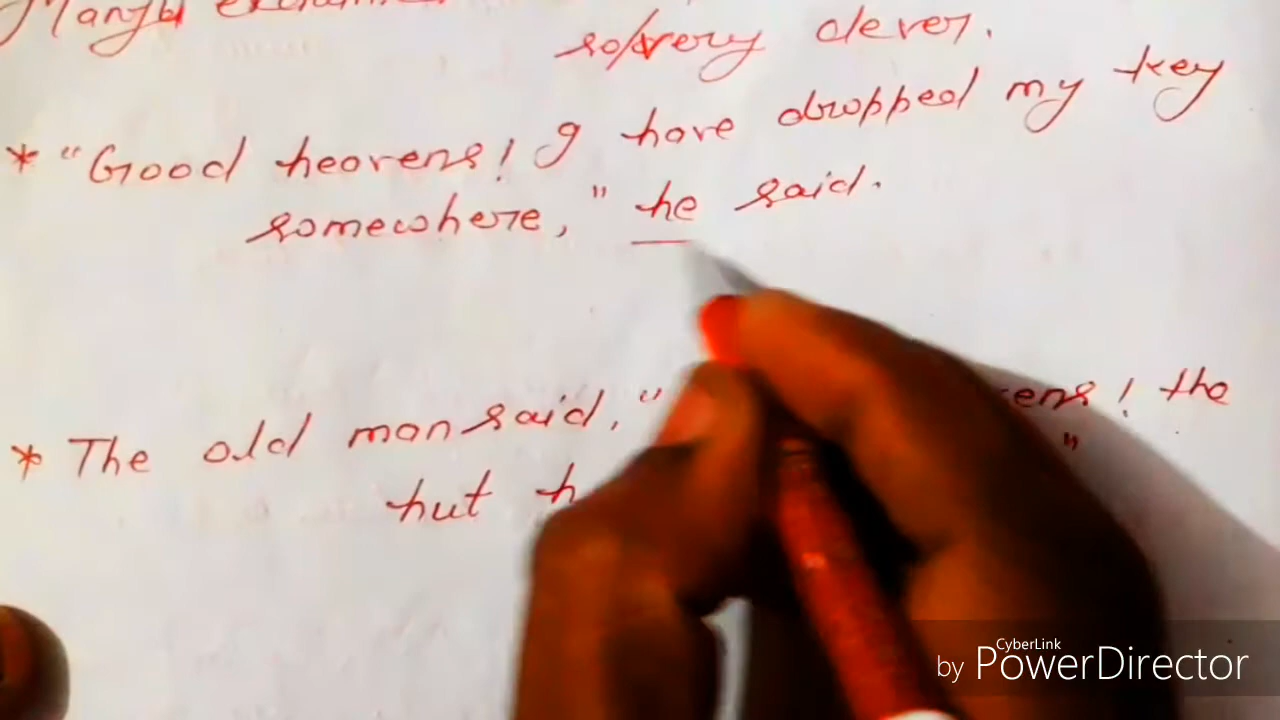 so/very clever.
* "Good heavens! I have dropped my key
somewhere," he said.
* The old man said, " ! the
hut "
CyberLink
by PowerDirector